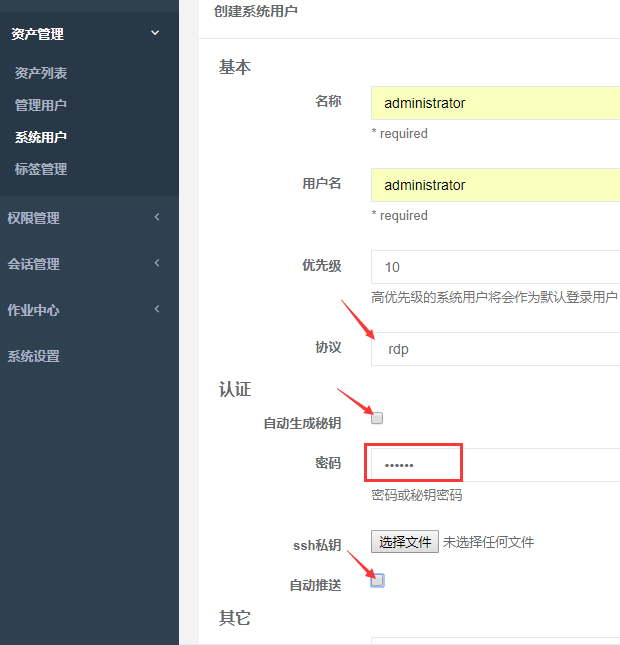 资产管理
资产列表
管理用户
系统用户
标签管理
权限管理
会话管理
作业中心
系统设置
创建系统用户
基本
名称 administrator
* required
用户名 administrator
* required
优先级 10
高优先级的系统用户将会作为默认登录用户
协议 rdp
认证
自动生成秘钥
密码 ••••••
密码或秘钥密码
ssh私钥 选择文件 未选择任何文件
自动推送
其它